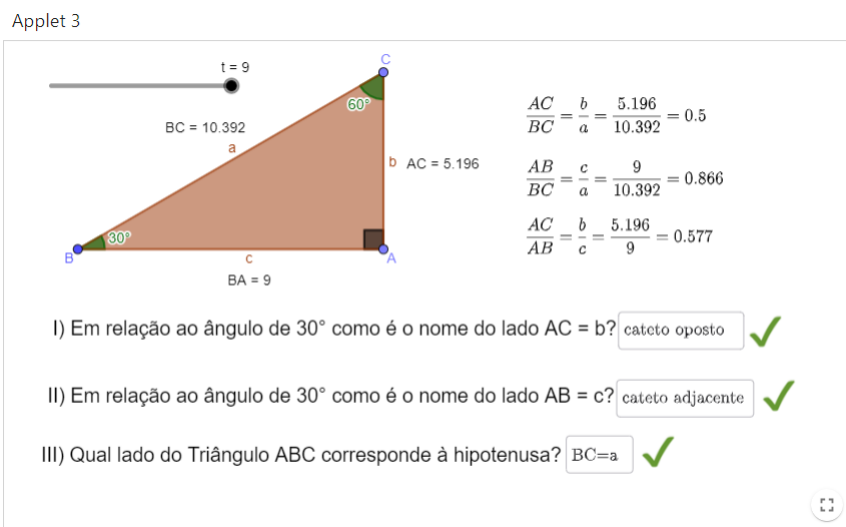 Applet 3
t = 9
C
60°
BC = 10.392
a
b AC = 5.196
30°
B
c
A
BA = 9
AC/BC = b/a = 5.196/10.392 = 0.5
AB/BC = c/a = 9/10.392 = 0.866
AC/AB = b/c = 5.196/9 = 0.577
I) Em relação ao ângulo de 30° como é o nome do lado AC = b? cateto oposto
II) Em relação ao ângulo de 30° como é o nome do lado AB = c? cateto adjacente
III) Qual lado do Triângulo ABC corresponde à hipotenusa? BC=a